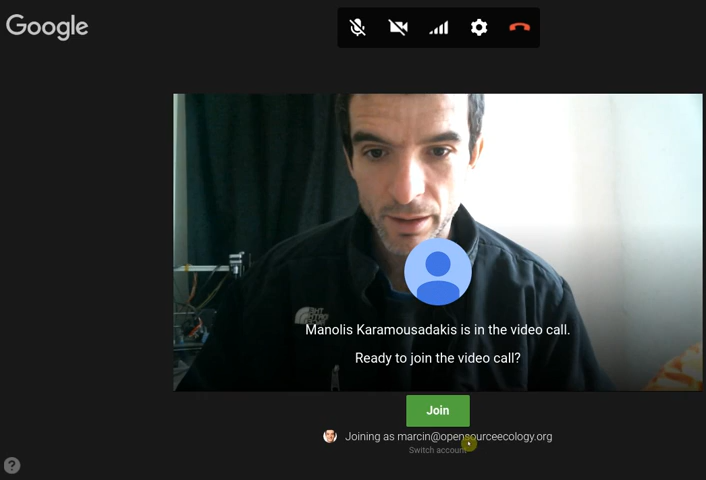 Google
Manolis Karamousadakis is in the video call.
Ready to join the video call?
Join
Joining as marcin@opensourceecology.org
Switch account
?